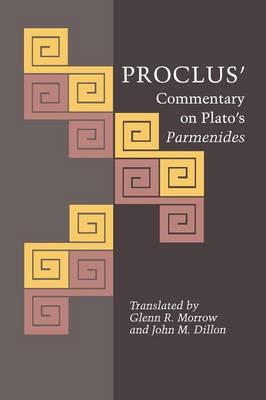 PROCLUS'
Commentary
on Plato's
Parmenides
Translated by
Glenn R. Morrow
and John M. Dillon